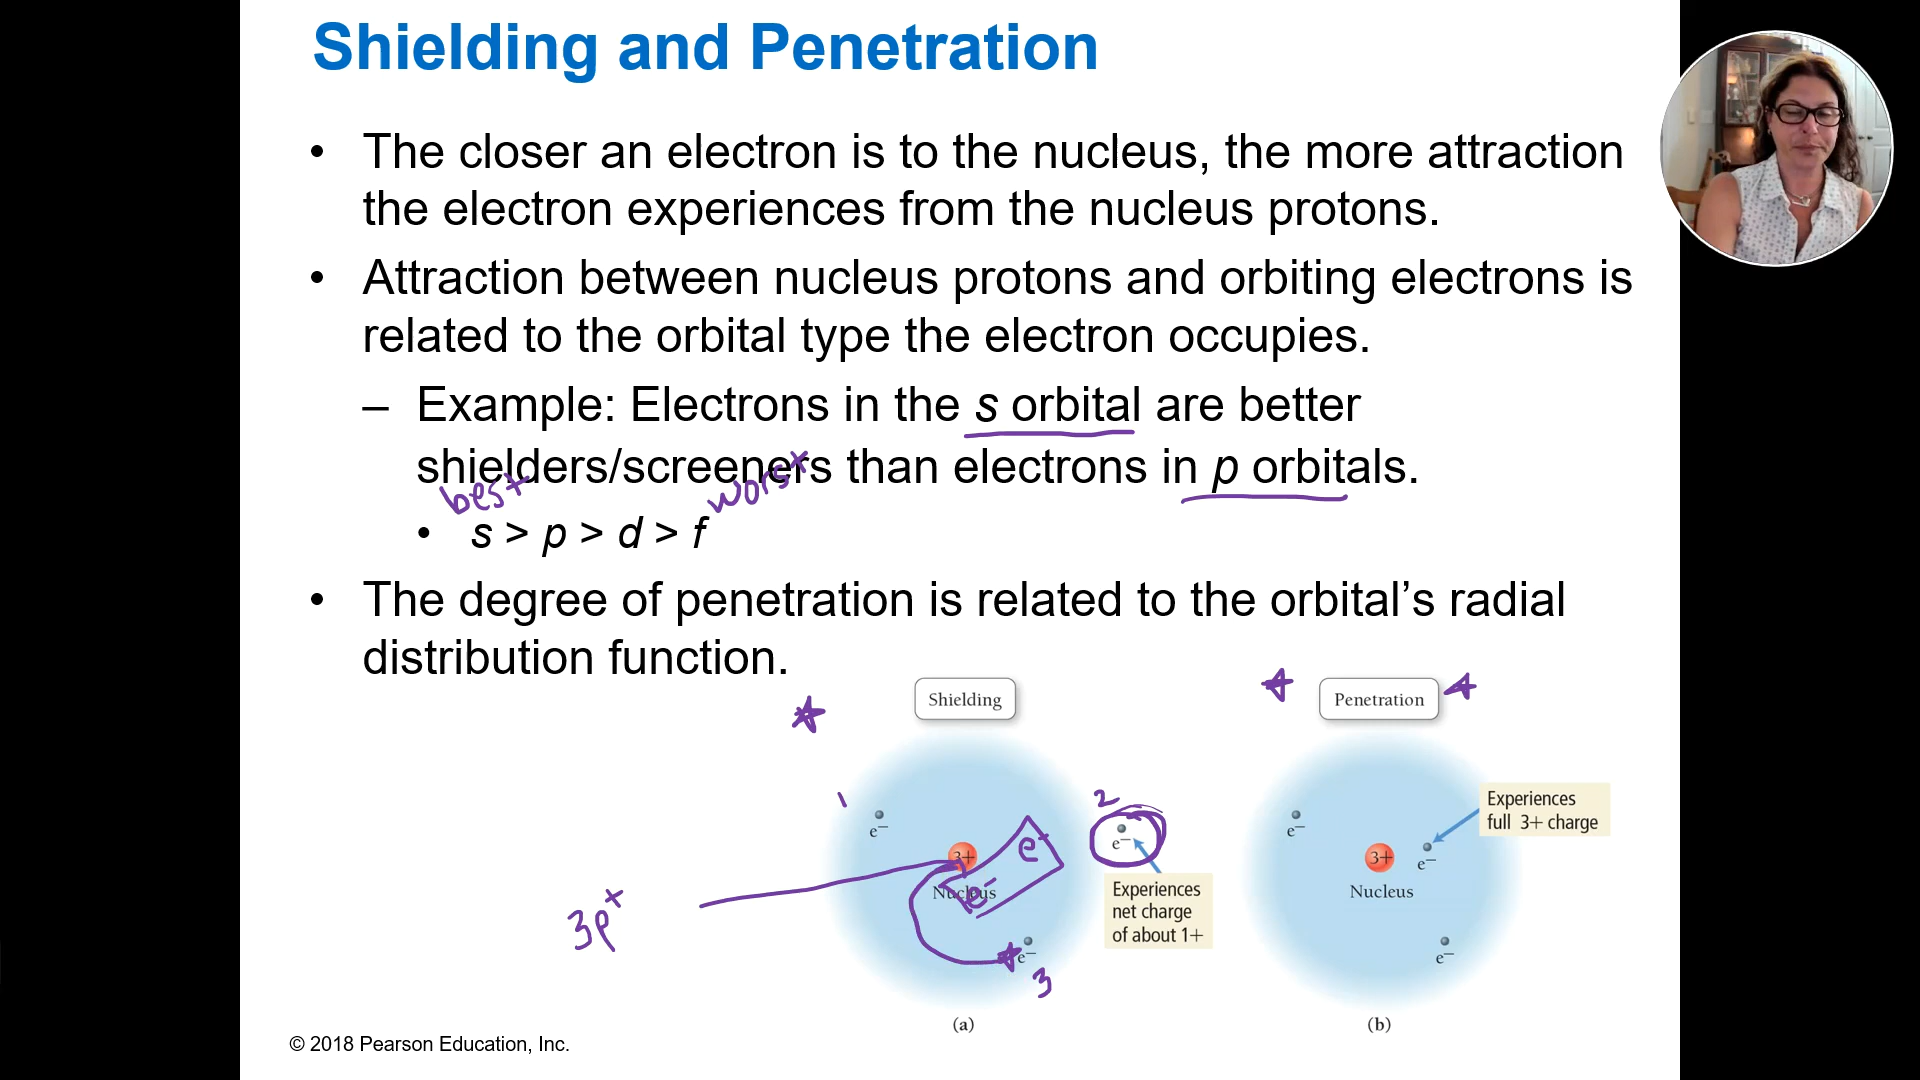 Shielding and Penetration
• The closer an electron is to the nucleus, the more attraction
the electron experiences from the nucleus protons.
• Attraction between nucleus protons and orbiting electrons is
related to the orbital type the electron occupies.
– Example: Electrons in the s orbital are better
shielders/screeners than electrons in p orbitals.
best worst
• s > p > d > f
• The degree of penetration is related to the orbital’s radial
distribution function.
Shielding
1
2
e−
e−
e-
3+
Nucleus
e-
e−
3
3p+
Experiences
net charge
of about 1+
(a)
Penetration
e−
3+
Nucleus
e−
e−
Experiences
full 3+ charge
(b)
© 2018 Pearson Education, Inc.